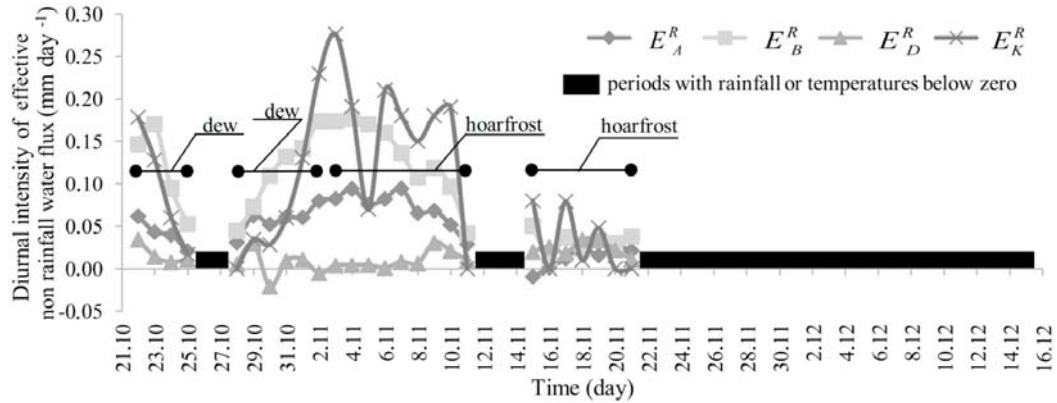 Diurnal intensity of effective
non rainfall water flux (mm day -1)
0.30
0.25
0.20
0.15
0.10
0.05
0.00
-0.05
E_A^R E_B^R E_D^R E_K^R
periods with rainfall or temperatures below zero
dew
dew
hoarfrost
hoarfrost
21.10 23.10 25.10 27.10 29.10 31.10 2.11 4.11 6.11 8.11 10.11 12.11 14.11 16.11 18.11 20.11 22.11 24.11 26.11 28.11 30.11 2.12 4.12 6.12 8.12 10.12 12.12 14.12 16.12
Time (day)